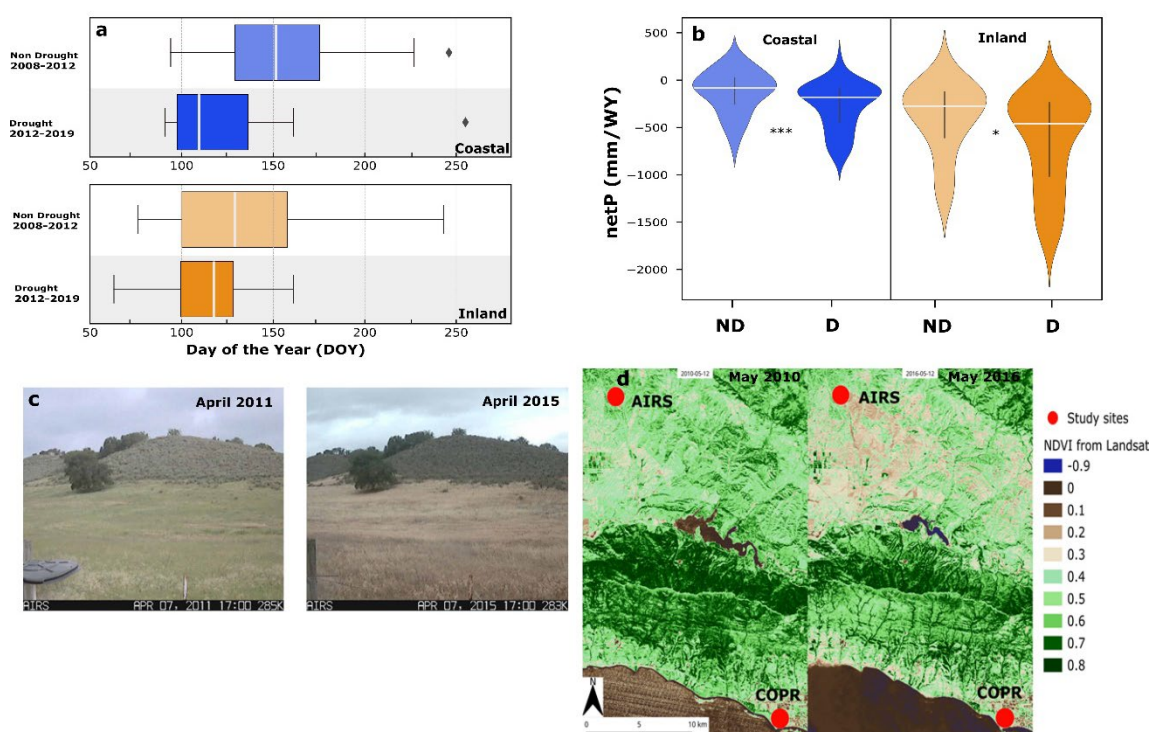 a
Non Drought
2008-2012
Drought
2012-2019
Coastal
50 100 150 200 250
Non Drought
2008-2012
Drought
2012-2019
Inland
50 100 150 200 250
Day of the Year (DOY)
b
Coastal
Inland
netP (mm/WY)
500
0
−500
−1000
−1500
−2000
***
*
ND D ND D
c
April 2011
AIRS APR 07, 2011 17:00 285K
April 2015
AIRS APR 07, 2015 17:00 283K
d
2010-05-12
May 2010
AIRS
COPR
N
0 5 10 km
2016-05-12
May 2016
AIRS
COPR
Study sites
NDVI from Landsat
-0.9
0
0.1
0.2
0.3
0.4
0.5
0.6
0.7
0.8